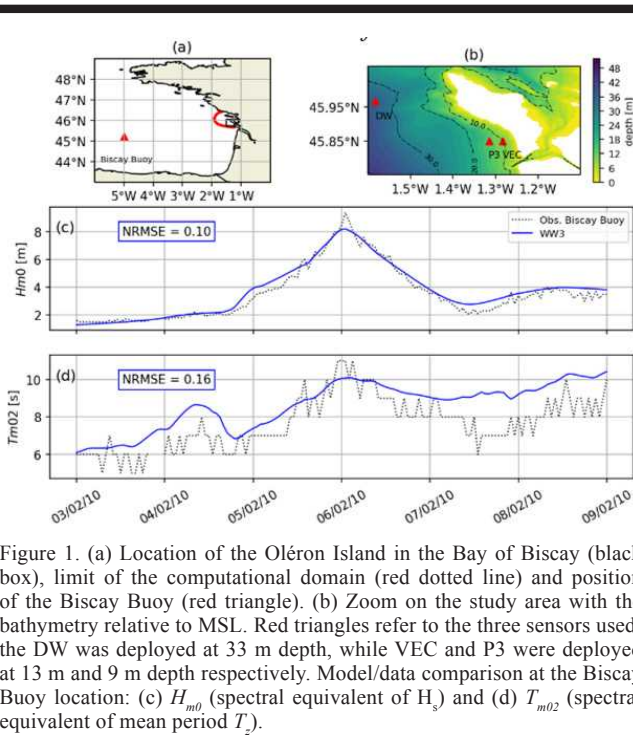 (a)
48°N
47°N
46°N
45°N
44°N
Biscay Buoy
5°W 4°W 3°W 2°W 1°W
(b)
45.95°N
45.85°N
DW
P3 VEC
10.0
20.0
30.0
1.5°W 1.4°W 1.3°W 1.2°W
48
36
30
24
18
12
6
0
depth [m]
(c)
NRMSE = 0.10
Obs. Biscay Buoy
WW3
8
6
4
2
Hm0 [m]
(d)
NRMSE = 0.16
10
8
6
Tm02 [s]
03/02/10 04/02/10 05/02/10 06/02/10 07/02/10 08/02/10 09/02/10
Figure 1. (a) Location of the Oléron Island in the Bay of Biscay (black
box), limit of the computational domain (red dotted line) and position
of the Biscay Buoy (red triangle). (b) Zoom on the study area with the
bathymetry relative to MSL. Red triangles refer to the three sensors used
the DW was deployed at 33 m depth, while VEC and P3 were deployed
at 13 m and 9 m depth respectively. Model/data comparison at the Biscay
Buoy location: (c) Hm0 (spectral equivalent of Hs) and (d) Tm02 (spectral
equivalent of mean period Tz).